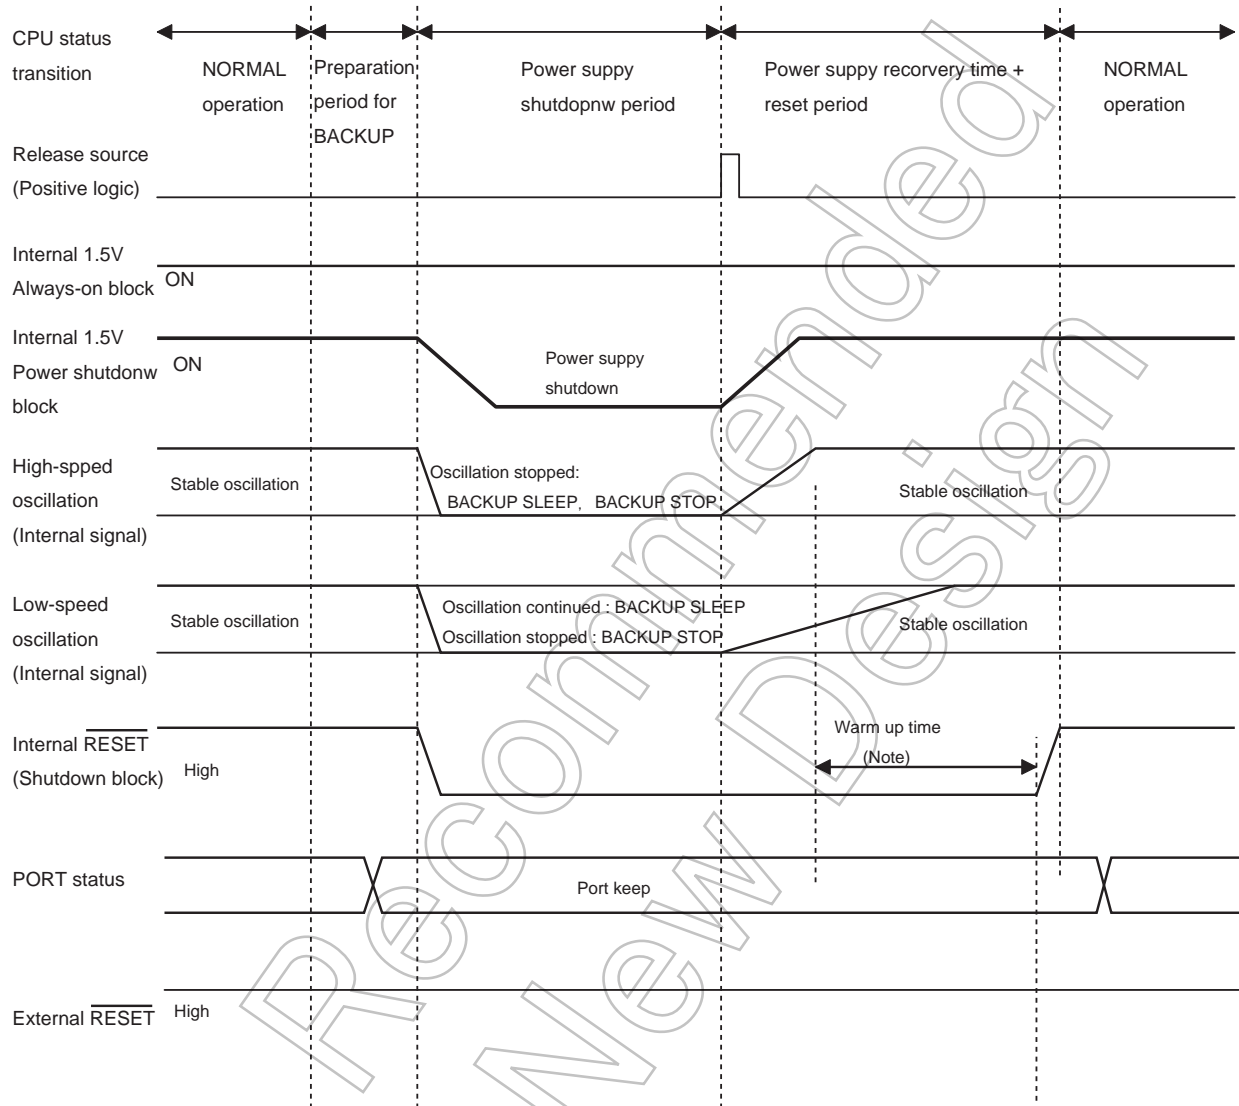 CPU status
transition
NORMAL
operation
Preparation
period for
BACKUP
Power suppy
shutdopnw period
Power suppy recorvery time +
reset period
NORMAL
operation
Release source
(Positive logic)
Internal 1.5V
Always-on block
ON
Internal 1.5V
Power shutdonw
block
ON
Power suppy
shutdown
High-spped
oscillation
(Internal signal)
Stable oscillation
Oscillation stopped:
BACKUP SLEEP, BACKUP STOP
Stable oscillation
Low-speed
oscillation
(Internal signal)
Stable oscillation
Oscillation continued : BACKUP SLEEP
Oscillation stopped : BACKUP STOP
Stable oscillation
Internal RESET
(Shutdown block)
High
Warm up time
(Note)
PORT status
Port keep
External RESET
High
Recommended
New Design